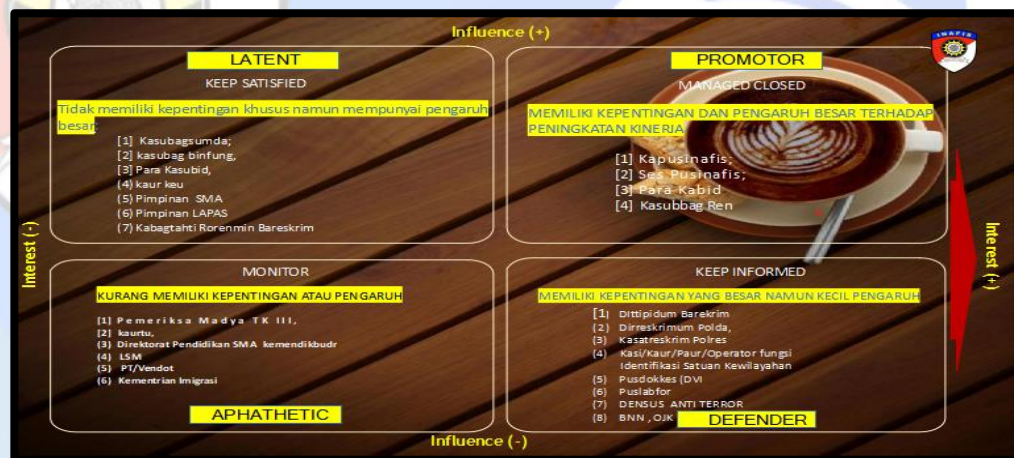 Influence (+)
INAFIS
LATENT
KEEP SATISFIED
Tidak memiliki kepentingan khusus namun mempunyai pengaruh
besar;
[1] Kasubagsumda;
[2] kasubag binfung,
[3] Para Kasubid,
(4) kaur keu
(5) Pimpinan SMA
(6) Pimpinan LAPAS
(7) Kabagtahti Rorenmin Bareskrim
PROMOTOR
MANAGED CLOSED
MEMILIKI KEPENTINGAN DAN PENGARUH BESAR TERHADAP
PENINGKATAN KINERJA
[1] Kapusinafis;
[2] Ses Pusinafis;
[3] Para Kabid
[4] Kasubbag Ren
Interest (-)
Interest (+)
MONITOR
KURANG MEMILIKI KEPENTINGAN ATAU PENGARUH
[1] Pemeriksa Madya TK III,
[2] kaurtu,
(3) Direktorat Pendidikan SMA kemendikbudr
(4) LSM
(5) PT/Vendot
(6) Kementrian Imigrasi
APHATHETIC
KEEP INFORMED
MEMILIKI KEPENTINGAN YANG BESAR NAMUN KECIL PENGARUH
[1] DIttipidum Barekrim
(2) Dirreskrimum Polda,
(3) Kasatreskrim Polres
(4) Kasi/Kaur/Paur/Operator fungsi
Identifikasi Satuan Kewilayahan
(5) Pusdokkes (DVI
(6) Puslabfor
(7) DENSUS ANTI TERROR
(8) BNN , OJK
DEFENDER
Influence (-)